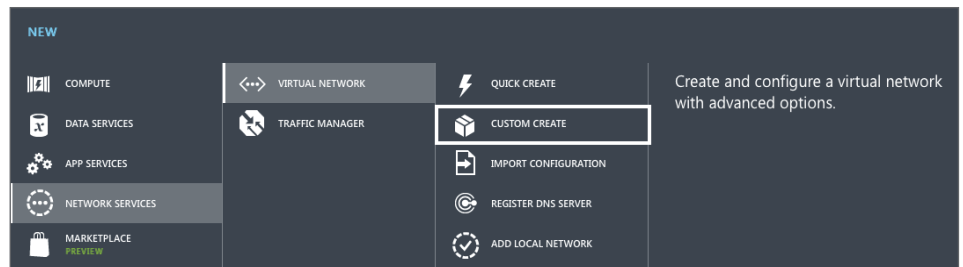 NEW
COMPUTE
DATA SERVICES
APP SERVICES
NETWORK SERVICES
MARKETPLACE
PREVIEW
VIRTUAL NETWORK
TRAFFIC MANAGER
QUICK CREATE
CUSTOM CREATE
IMPORT CONFIGURATION
REGISTER DNS SERVER
ADD LOCAL NETWORK
Create and configure a virtual network
with advanced options.